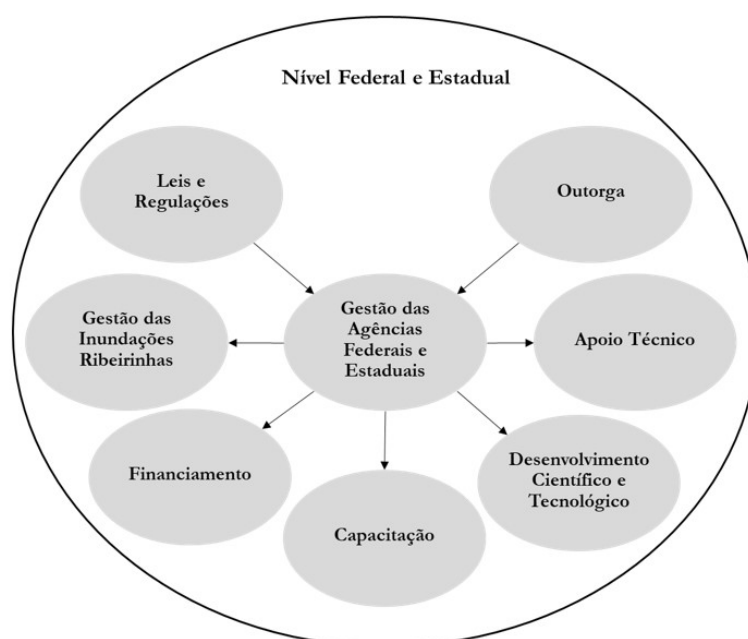 Nível Federal e Estadual
Leis e
Regulações
Outorga
Gestão das
Inundações
Ribeirinhas
Gestão das
Agências
Federais e
Estaduais
Apoio Técnico
Financiamento
Capacitação
Desenvolvimento
Científico e
Tecnológico